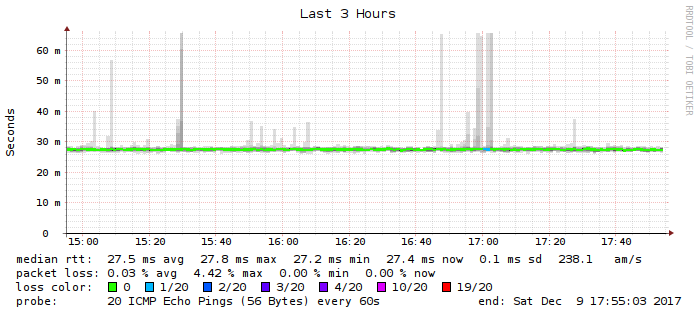 Last 3 Hours
RRDTOOL / TOBI OETIKER
Seconds
60 m
50 m
40 m
30 m
20 m
10 m
0
15:00 15:20 15:40 16:00 16:20 16:40 17:00 17:20 17:40
median rtt: 27.5 ms avg 27.8 ms max 27.2 ms min 27.4 ms now 0.1 ms sd 238.1 am/s
packet loss: 0.03 % avg 4.42 % max 0.00 % min 0.00 % now
loss color: 0 1/20 2/20 3/20 4/20 10/20 19/20
probe: 20 ICMP Echo Pings (56 Bytes) every 60s end: Sat Dec 9 17:55:03 2017